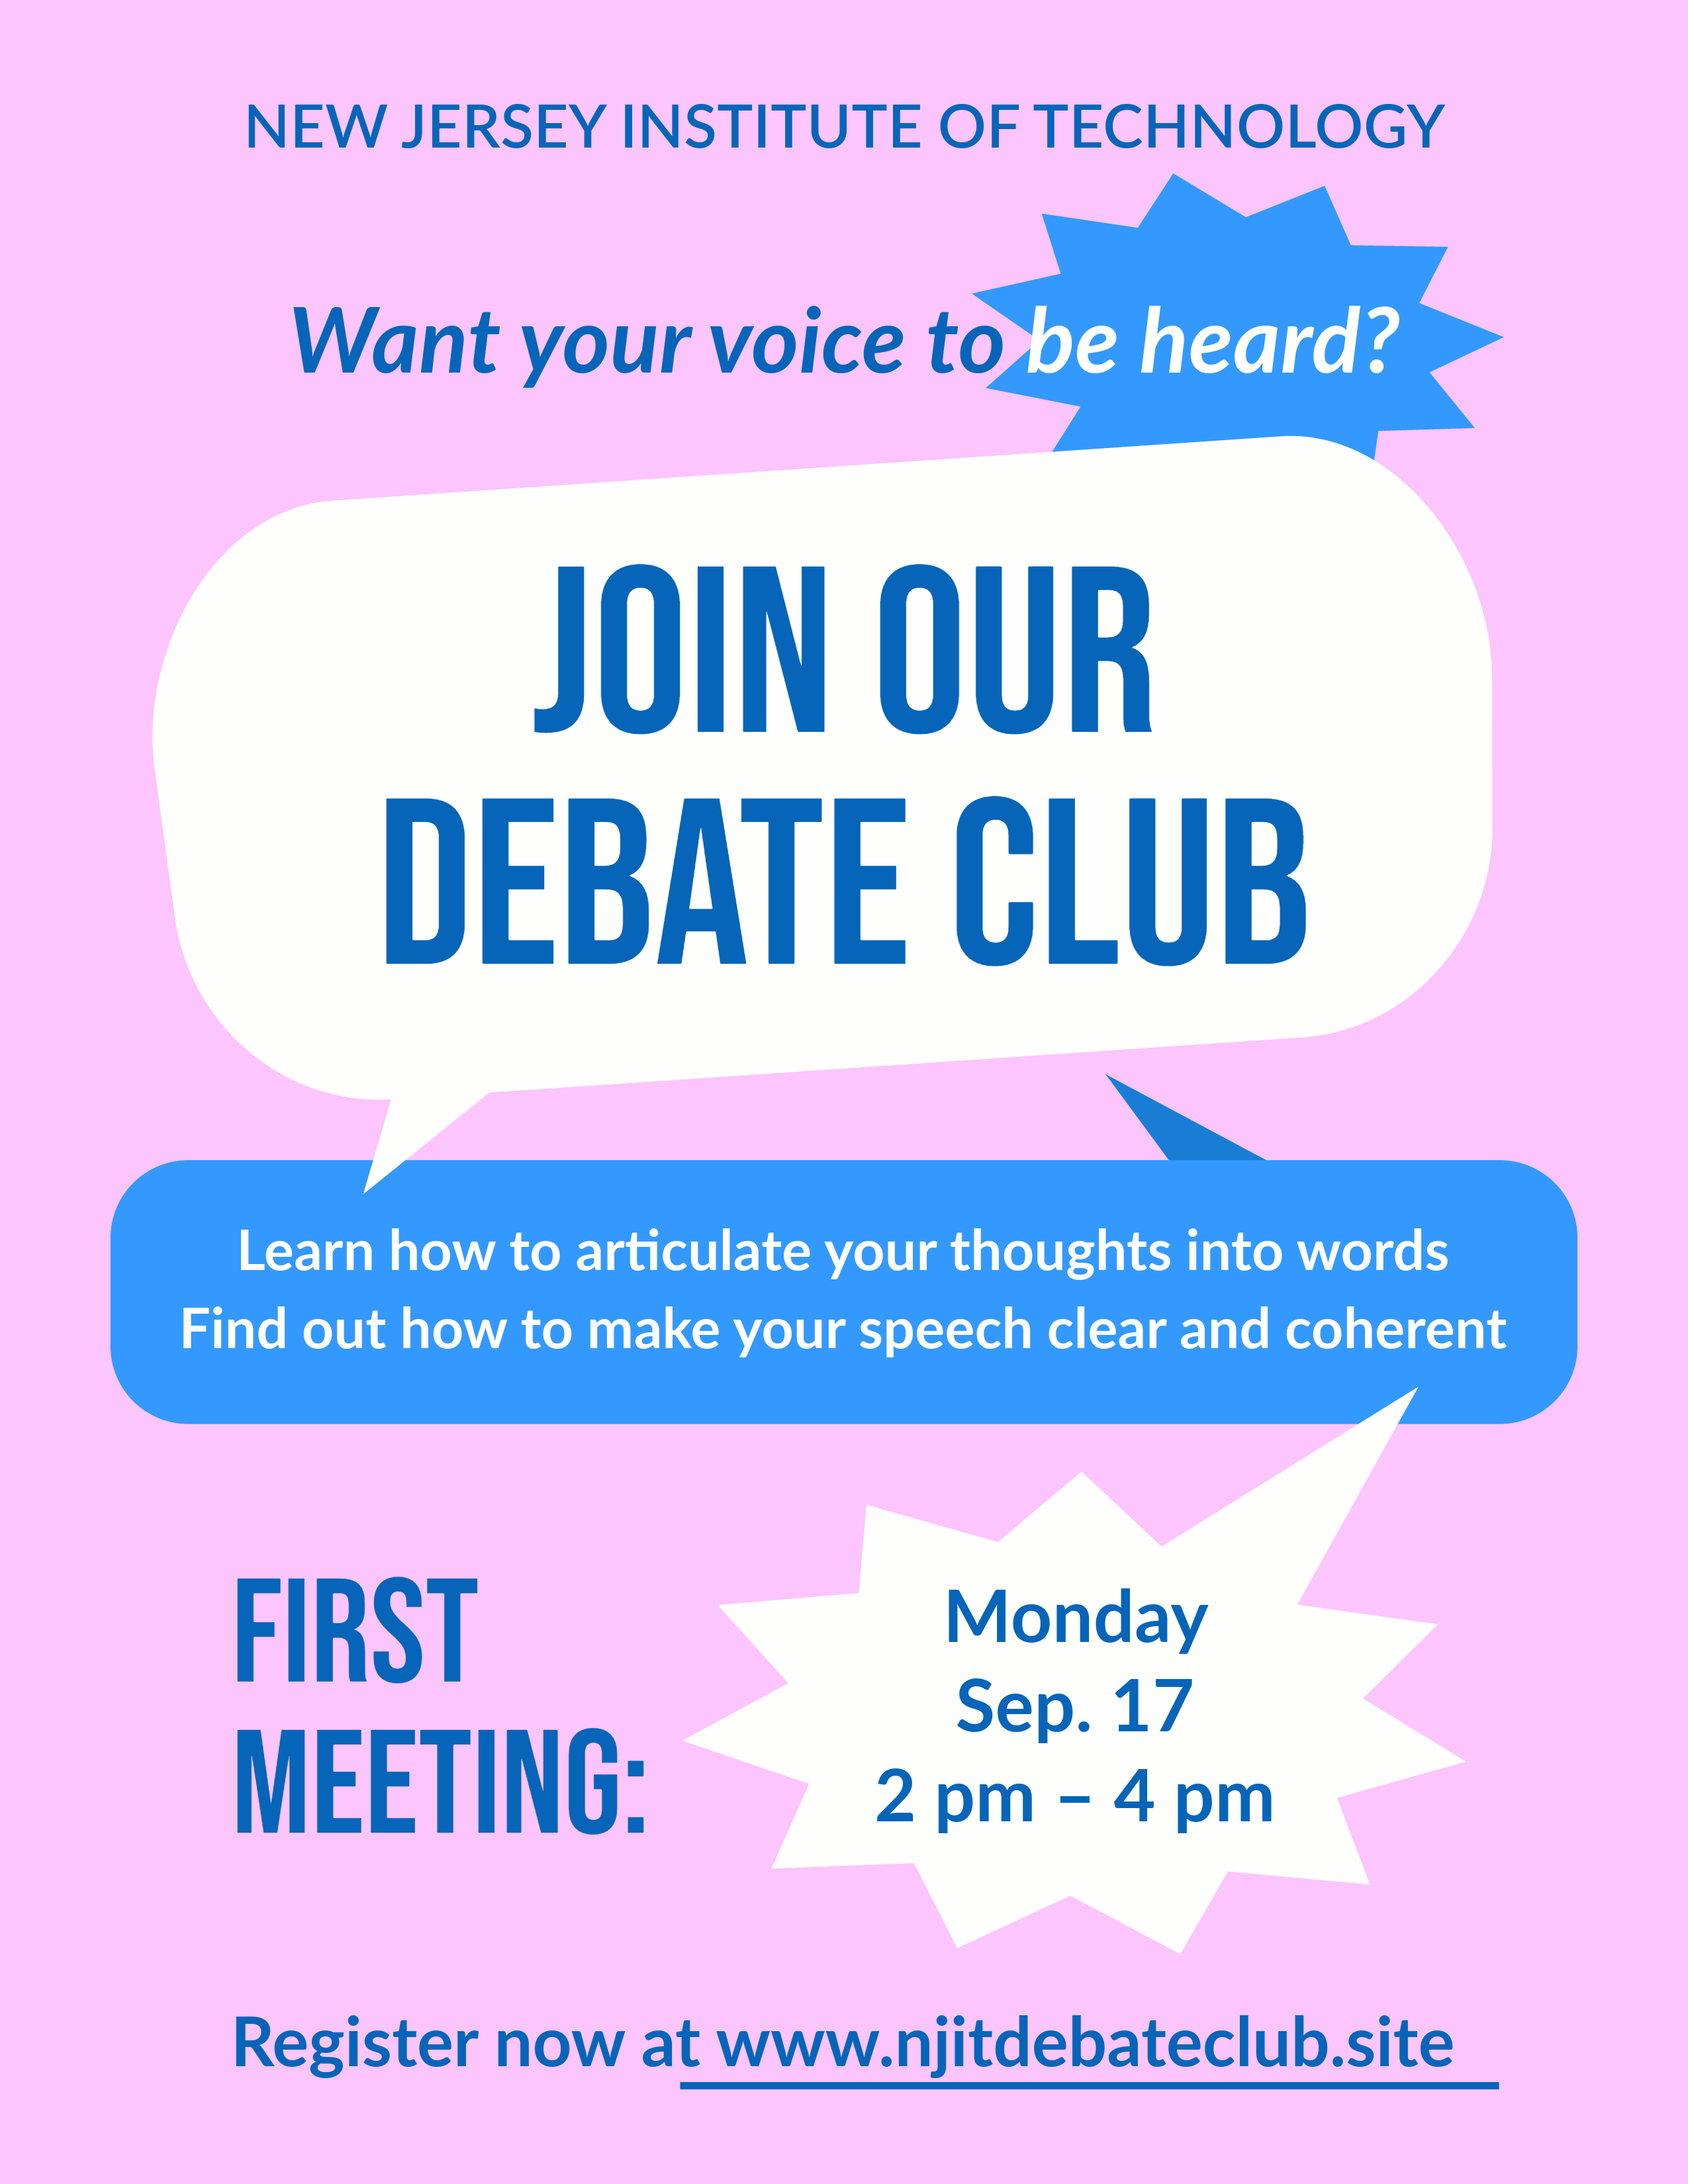 NEW JERSEY INSTITUTE OF TECHNOLOGY
Want your voice to be heard?
JOIN OUR
DEBATE CLUB
Learn how to articulate your thoughts into words
Find out how to make your speech clear and coherent
FIRST
MEETING:
Monday
Sep. 17
2 pm – 4 pm
Register now at www.njitdebateclub.site